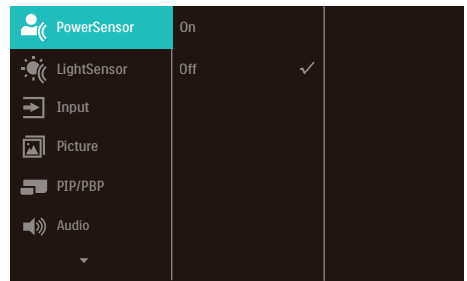 PowerSensor
On
LightSensor
Off
Input
Picture
PIP/PBP
Audio